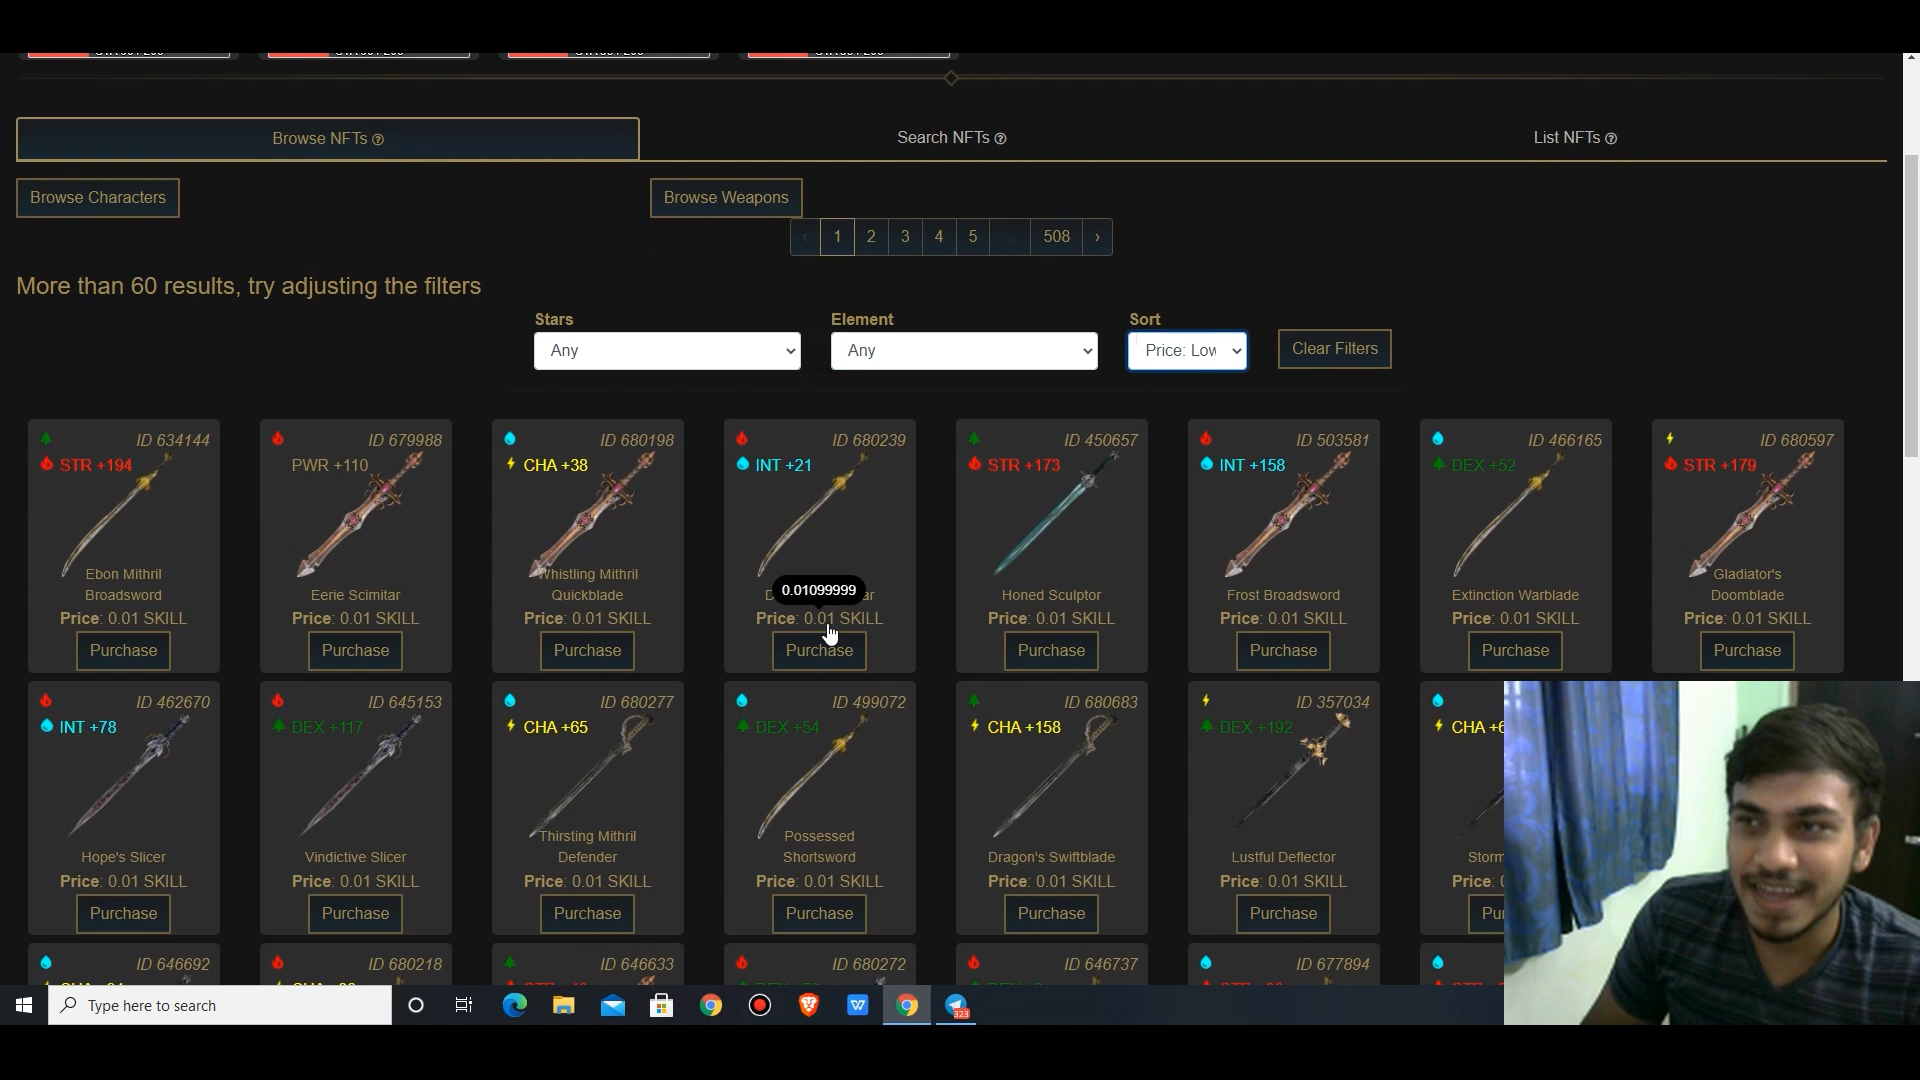 Browse NFTs
Search NFTs
List NFTs
Browse Characters
Browse Weapons
‹ 1 2 3 4 5 ... 508 ›
More than 60 results, try adjusting the filters
Stars
Element
Sort
Any
Any
Price: Low
Clear Filters
ID 634144
STR +194
Ebon Mithril
Broadsword
Price: 0.01 SKILL
Purchase
ID 679988
PWR +110
Eerie Scimitar
Price: 0.01 SKILL
Purchase
ID 680198
CHA +38
Whistling Mithril
Quickblade
Price: 0.01 SKILL
Purchase
ID 680239
INT +21
0.01099999
Price: 0.01 SKILL
Purchase
ID 450657
STR +173
Honed Sculptor
Price: 0.01 SKILL
Purchase
ID 503581
INT +158
Frost Broadsword
Price: 0.01 SKILL
Purchase
ID 466165
DEX +52
Extinction Warblade
Price: 0.01 SKILL
Purchase
ID 680597
STR +179
Gladiator's
Doomblade
Price: 0.01 SKILL
Purchase
ID 462670
INT +78
Hope's Slicer
Price: 0.01 SKILL
Purchase
ID 645153
DEX +117
Vindictive Slicer
Price: 0.01 SKILL
Purchase
ID 680277
CHA +65
Thirsting Mithril
Defender
Price: 0.01 SKILL
Purchase
ID 499072
DEX +54
Possessed
Shortsword
Price: 0.01 SKILL
Purchase
ID 680683
CHA +158
Dragon's Swiftblade
Price: 0.01 SKILL
Purchase
ID 357034
DEX +192
Lustful Deflector
Price: 0.01 SKILL
Purchase
CHA +6
Storm
Price:
Pu
ID 646692
ID 680218
ID 646633
ID 680272
ID 646737
ID 677894
Type here to search
323